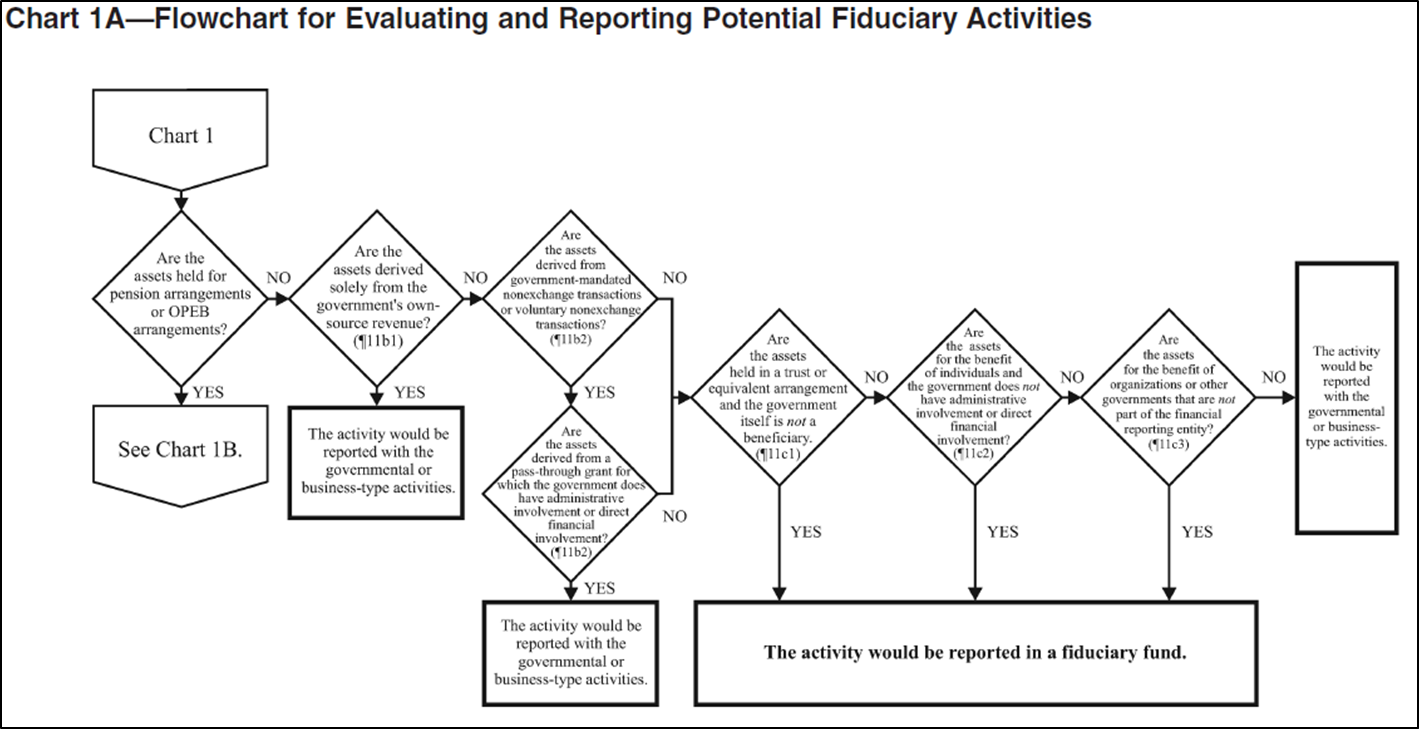 Chart 1A—Flowchart for Evaluating and Reporting Potential Fiduciary Activities
Chart 1
Are the
assets held for
pension arrangements
or OPEB
arrangements?
NO
YES
See Chart 1B.
Are the
assets derived
solely from the
government's own-
source revenue?
(¶11b1)
NO
YES
The activity would be
reported with the
governmental or
business-type activities.
Are
the assets
derived from
government-mandated
nonexchange transactions
or voluntary nonexchange
transactions?
(¶11b2)
NO
YES
Are
the assets
derived from a
pass-through grant for
which the government does
have administrative
involvement or direct
financial
involvement?
(¶11b2)
NO
YES
The activity would be
reported with the
governmental or
business-type activities.
Are
the assets
held in a trust or
equivalent arrangement
and the government
itself is not a
beneficiary.
(¶11c1)
NO
YES
Are
the assets
for the benefit
of individuals and
the government does not
have administrative
involvement or direct
financial
involvement?
(¶11c2)
NO
YES
Are
the assets
for the benefit of
organizations or other
governments that are not
part of the financial
reporting entity?
(¶11c3)
NO
YES
The activity
would be
reported
with the
governmental
or business-
type activities.
The activity would be reported in a fiduciary fund.